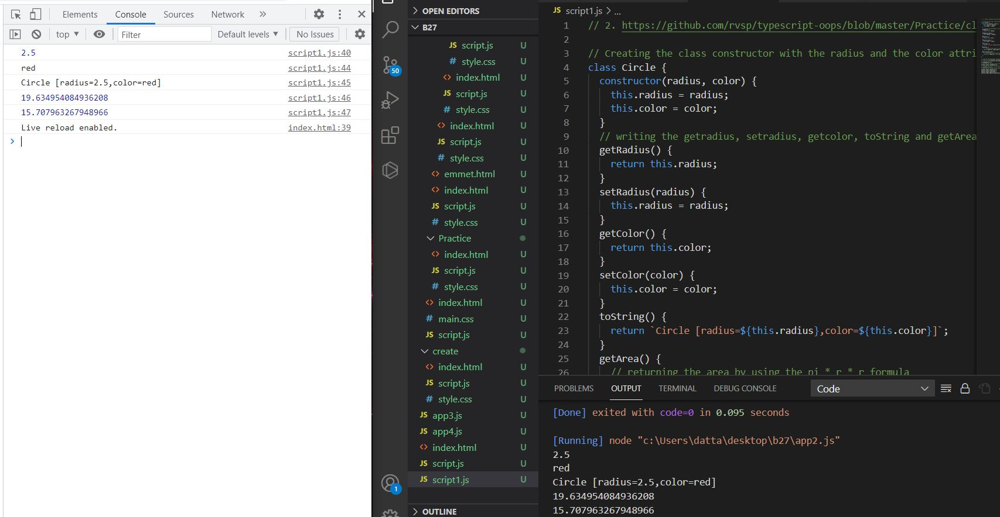 Elements Console Sources Network »
top ▼ Filter Default levels ▼ No Issues
2.5 script1.js:40
red script1.js:44
Circle [radius=2.5,color=red] script1.js:45
19.634954084936208 script1.js:46
15.707963267948966 script1.js:47
Live reload enabled. index.html:39
>
50
1
OPEN EDITORS
B27
JS script.js U
# style.css U
<> index.html U
JS script.js U
# style.css U
<> index.html U
JS script.js U
# style.css U
<> emmet.html U
<> index.html U
JS script.js U
# style.css U
Practice
<> index.html U
JS script.js U
# style.css U
<> index.html U
# main.css U
JS script.js U
create
<> index.html U
JS script.js U
# style.css U
JS app3.js U
JS app4.js U
<> index.html U
JS script.js U
JS script1.js U
OUTLINE
JS script1.js > ...
1 // 2. https://github.com/rvsp/typescript-oops/blob/master/Practice/cl
2
3 // Creating the class constructor with the radius and the color attri
4 class Circle {
5 constructor(radius, color) {
6 this.radius = radius;
7 this.color = color;
8 }
9 // writing the getradius, setradius, getcolor, toString and getArea
10 getRadius() {
11 return this.radius;
12 }
13 setRadius(radius) {
14 this.radius = radius;
15 }
16 getColor() {
17 return this.color;
18 }
19 setColor(color) {
20 this.color = color;
21 }
22 toString() {
23 return `Circle [radius=${this.radius},color=${this.color}]`;
24 }
25 getArea() {
26 // returning the area by using the pi * r * r formula
PROBLEMS OUTPUT TERMINAL DEBUG CONSOLE Code
[Done] exited with code=0 in 0.095 seconds
[Running] node "c:\Users\datta\desktop\b27\app2.js"
2.5
red
Circle [radius=2.5,color=red]
19.634954084936208
15.707963267948966